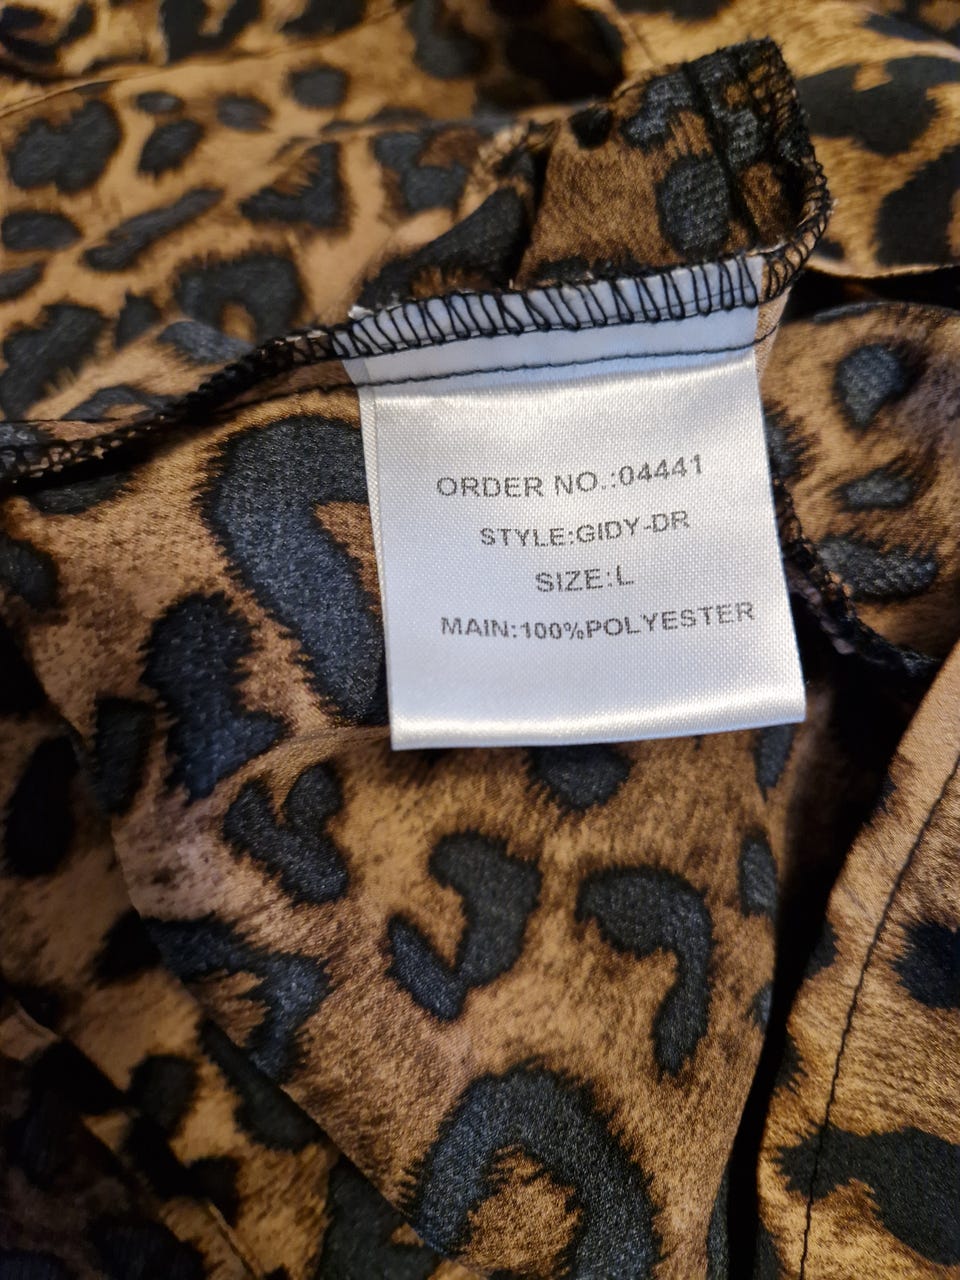 ORDER NO.:04441
STYLE:GIDY-DR
SIZE:L
MAIN:100%POLYESTER